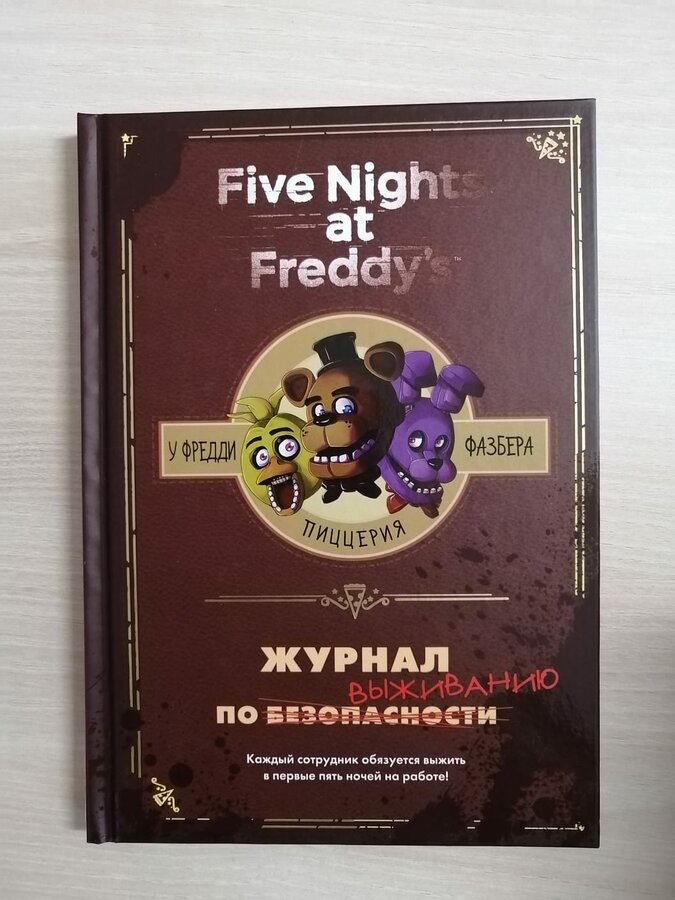 Five Nights
at
Freddy's™
У ФРЕДДИ
ФАЗБЕРА
ПИЦЦЕРИЯ
ЖУРНАЛ
ВЫЖИВАНИЮ
ПО БЕЗОПАСНОСТИ
Каждый сотрудник обязуется выжить
в первые пять ночей на работе!